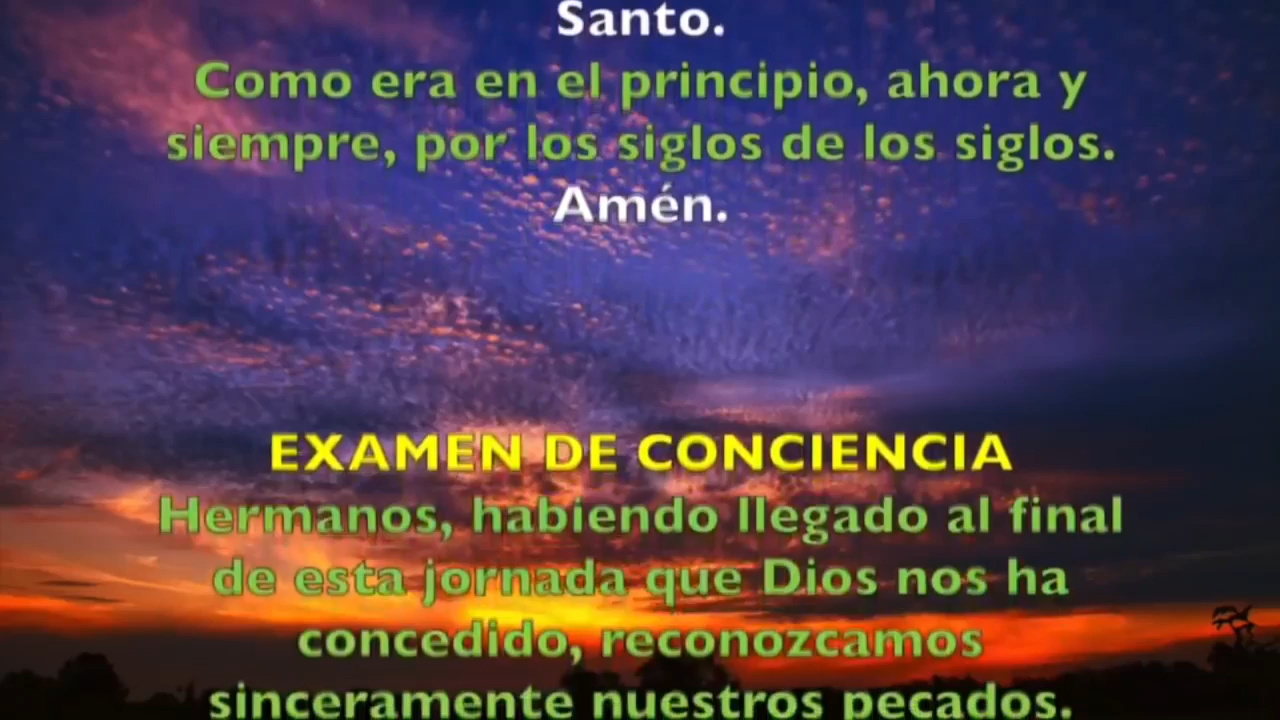 Santo.
Como era en el principio, ahora y
siempre, por los siglos de los siglos.
Amén.
EXAMEN DE CONCIENCIA
Hermanos, habiendo llegado al final
de esta jornada que Dios nos ha
concedido, reconozcamos
sinceramente nuestros pecados.